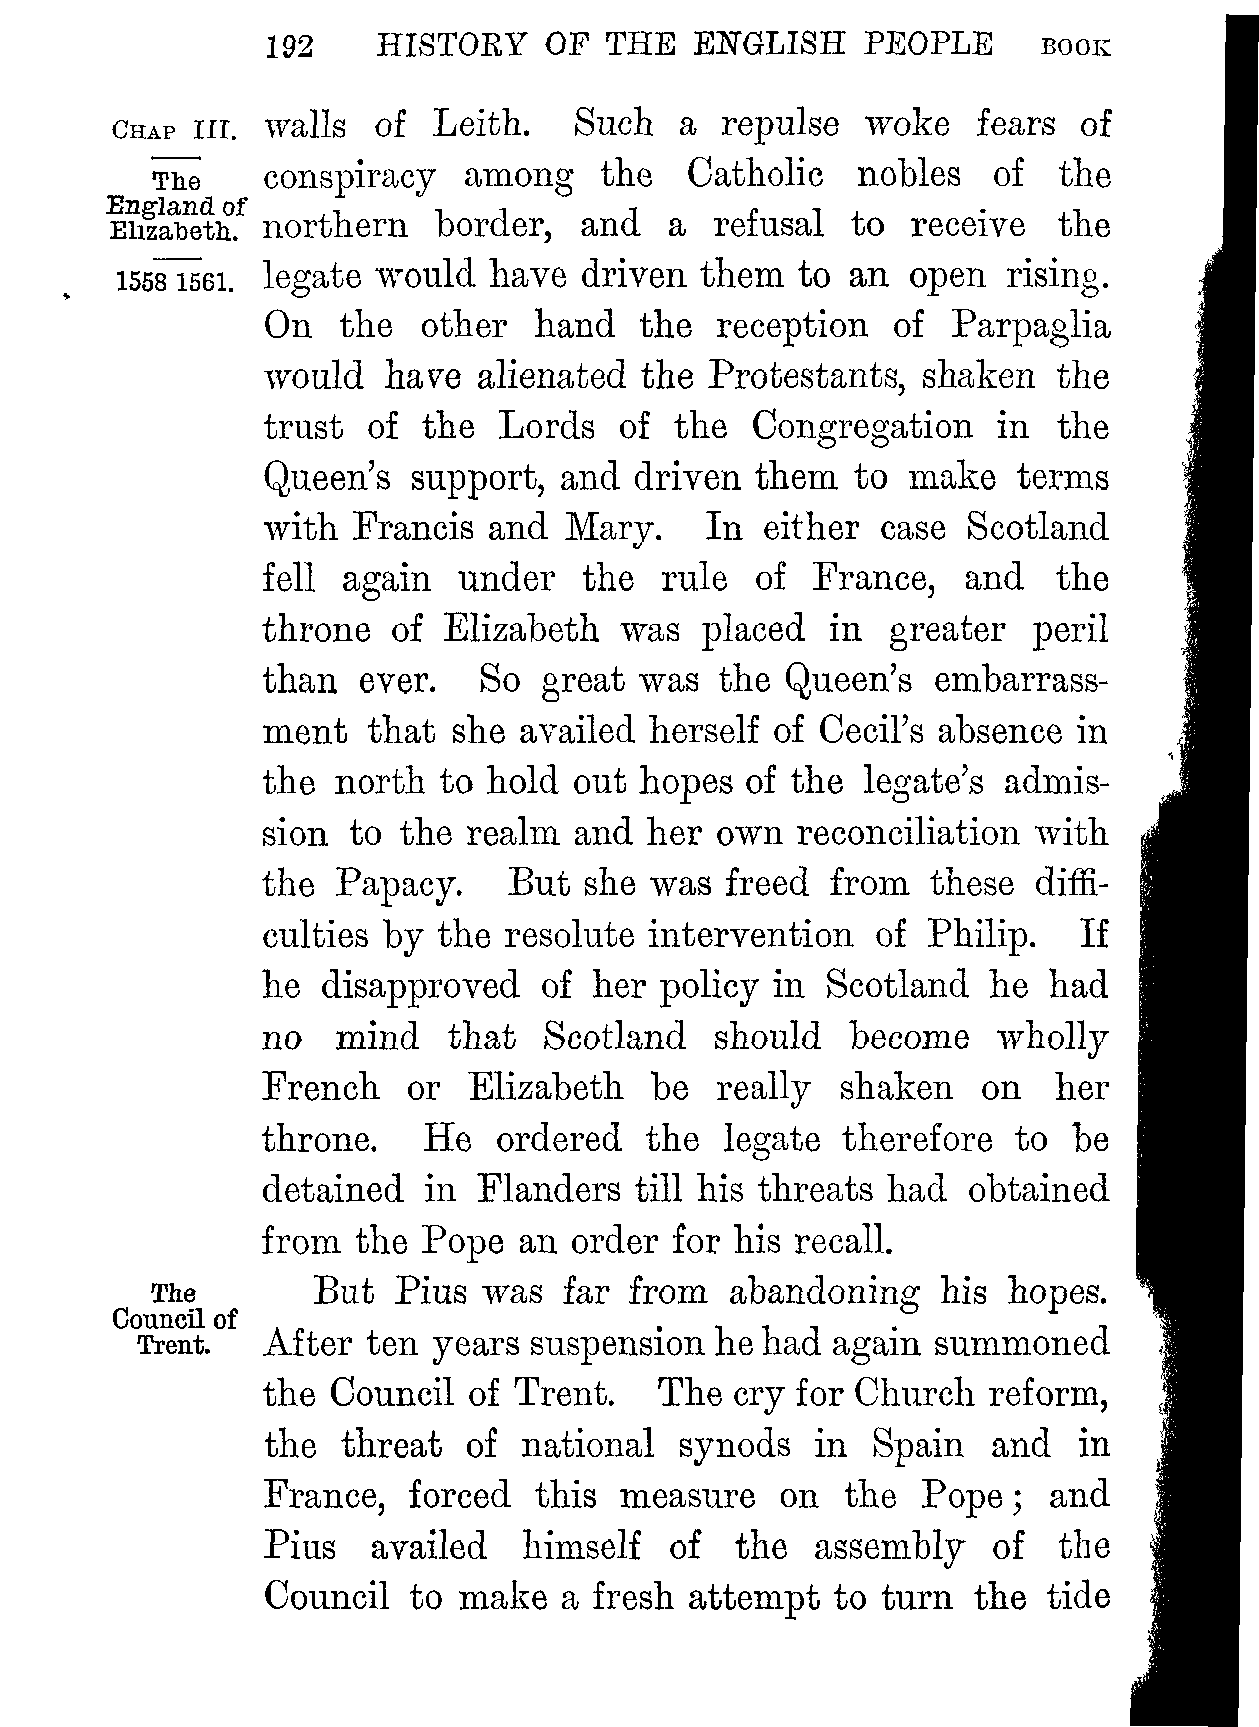 192 HISTORY OF THE ENGLISH PEOPLE BOOK
CHAP III.
The
England of
Elizabeth.
1558 1561.
walls of Leith. Such a repulse woke fears of
conspiracy among the Catholic nobles of the
northern border, and a refusal to receive the
legate would have driven them to an open rising.
On the other hand the reception of Parpaglia
would have alienated the Protestants, shaken the
trust of the Lords of the Congregation in the
Queen's support, and driven them to make terms
with Francis and Mary. In either case Scotland
fell again under the rule of France, and the
throne of Elizabeth was placed in greater peril
than ever. So great was the Queen's embarrass-
ment that she availed herself of Cecil's absence in
the north to hold out hopes of the legate's admis-
sion to the realm and her own reconciliation with
the Papacy. But she was freed from these diffi-
culties by the resolute intervention of Philip. If
he disapproved of her policy in Scotland he had
no mind that Scotland should become wholly
French or Elizabeth be really shaken on her
throne. He ordered the legate therefore to be
detained in Flanders till his threats had obtained
from the Pope an order for his recall.
The
Council of
Trent.
But Pius was far from abandoning his hopes.
After ten years suspension he had again summoned
the Council of Trent. The cry for Church reform,
the threat of national synods in Spain and in
France, forced this measure on the Pope; and
Pius availed himself of the assembly of the
Council to make a fresh attempt to turn the tide